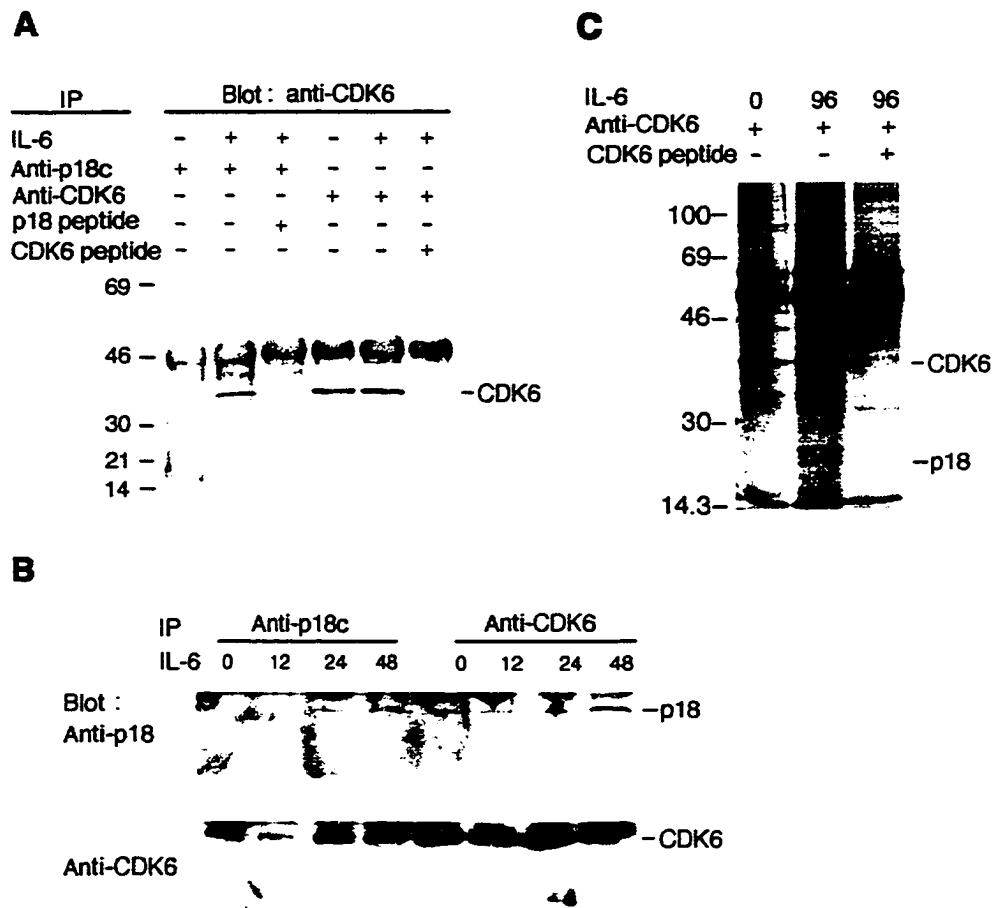 A
IP Blot : anti-CDK6
IL-6 - + + - + +
Anti-p18c + + + - - -
Anti-CDK6 - - - + + +
p18 peptide - - + - - -
CDK6 peptide - - - - - +
69 –
46 –
–CDK6
30 –
21 –
14 –
C
IL-6 0 96 96
Anti-CDK6 + + +
CDK6 peptide - - +
100–
69–
46–
–CDK6
30–
–p18
14.3–
B
IP Anti-p18c Anti-CDK6
IL-6 0 12 24 48 0 12 24 48
Blot :
–p18
Anti-p18
–CDK6
Anti-CDK6